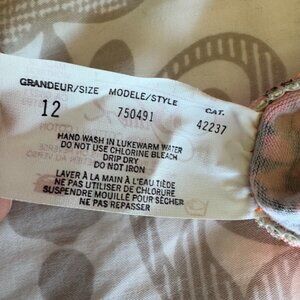 GRANDEUR/SIZE MODELE/STYLE CAT.
12 750491 42237
HAND WASH IN LUKEWARM WATER
DO NOT USE CHLORINE BLEACH
DRIP DRY
DO NOT IRON
LAVER À LA MAIN À L'EAU TIÈDE
NE PAS UTILISER DE CHLORURE
SUSPENDRE MOUILLÉ POUR SÉCHER
NE PAS REPASSER